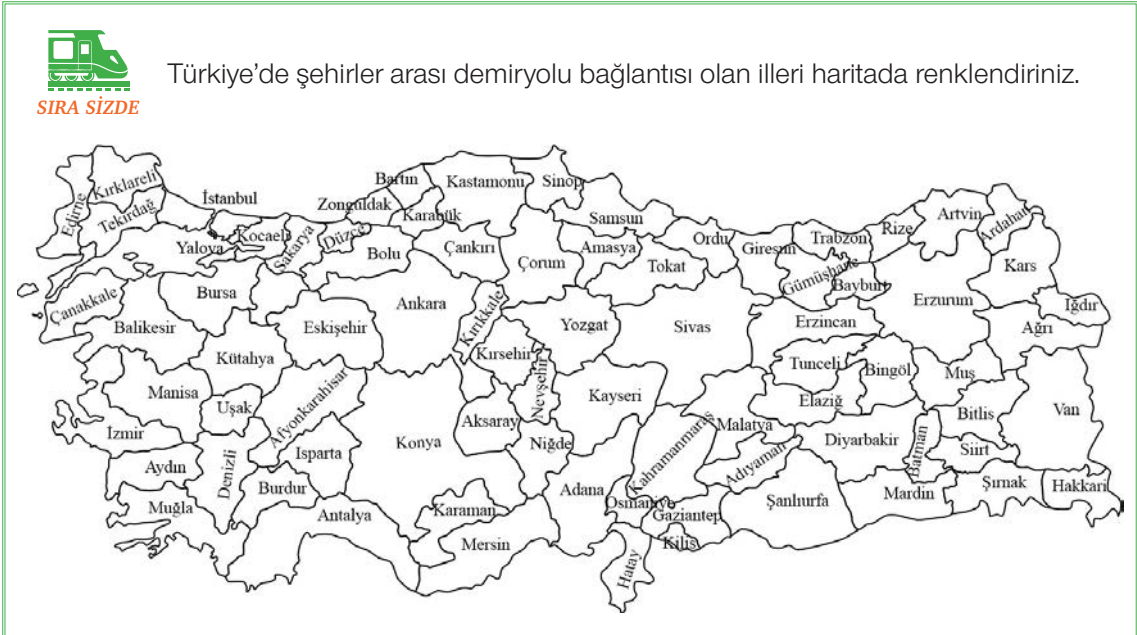 Türkiye’de şehirler arası demiryolu bağlantısı olan illeri haritada renklendiriniz.
SIRA SİZDE
Edirne
Kırklareli
Tekirdağ
İstanbul
Yalova
Kocaeli
Sakarya
Düzce
Zonguldak
Bartın
Karabük
Kastamonu
Sinop
Bolu
Çankırı
Çorum
Samsun
Amasya
Tokat
Ordu
Giresun
Trabzon
Gümüşhane
Bayburt
Rize
Artvin
Ardahan
Kars
Iğdır
Ağrı
Erzurum
Erzincan
Çanakkale
Balikesir
Bursa
Kütahya
Eskişehir
Ankara
Kırıkkale
Kırsehir
Yozgat
Sivas
Tunceli
Bingöl
Muş
Elaziğ
Bitlis
Van
Manisa
Uşak
Afyonkarahisar
İzmir
Aydın
Denizli
Isparta
Burdur
Muğla
Antalya
Konya
Aksaray
Nevşehir
Niğde
Kayseri
Karaman
Mersin
Adana
Kahramanmaraş
Malatya
Adıyaman
Osmaniye
Gaziantep
Kilis
Hatay
Şanlıurfa
Diyarbakir
Batman
Siirt
Mardin
Şırnak
Hakkari